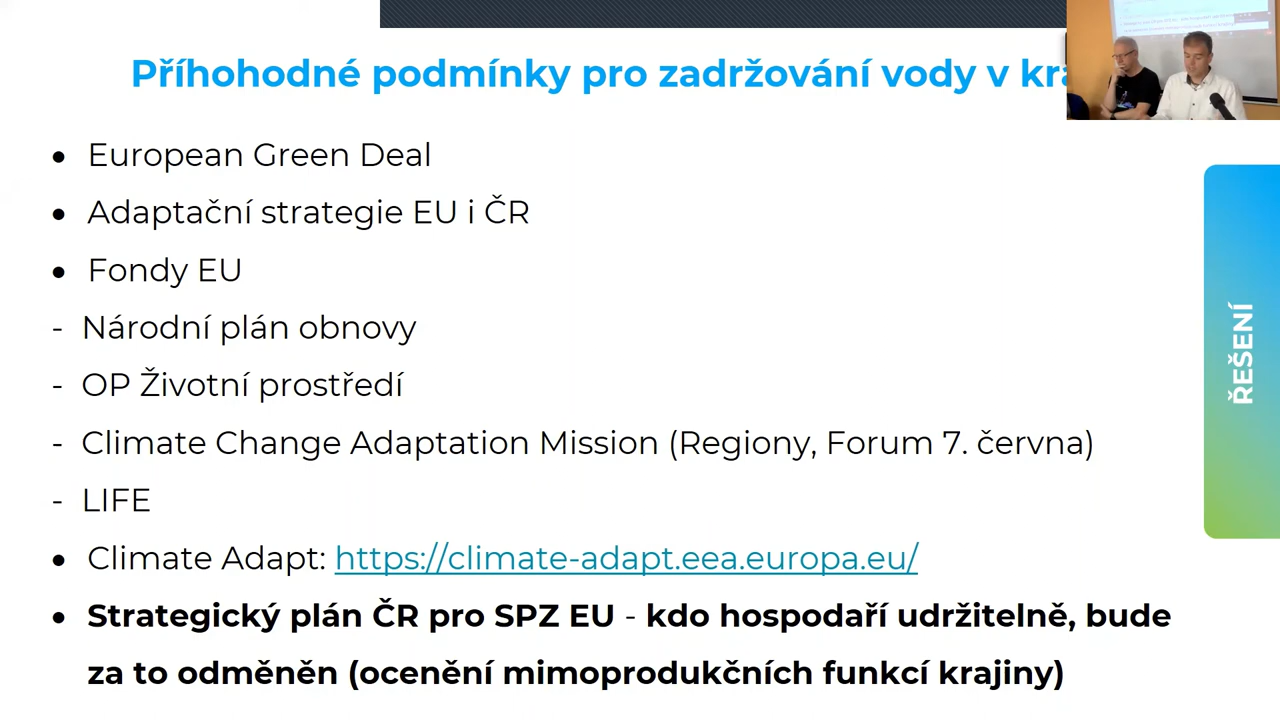 Příhohodné podmínky pro zadržování vody v
• European Green Deal
• Adaptační strategie EU i ČR
• Fondy EU
- Národní plán obnovy
- OP Životní prostředí
- Climate Change Adaptation Mission (Regiony, Forum 7. června)
- LIFE
• Climate Adapt: https://climate-adapt.eea.europa.eu/
• Strategický plán ČR pro SPZ EU - kdo hospodaří udržitelně, bude
za to odměněn (ocenění mimoprodukčních funkcí krajiny)
ŘEŠENÍ